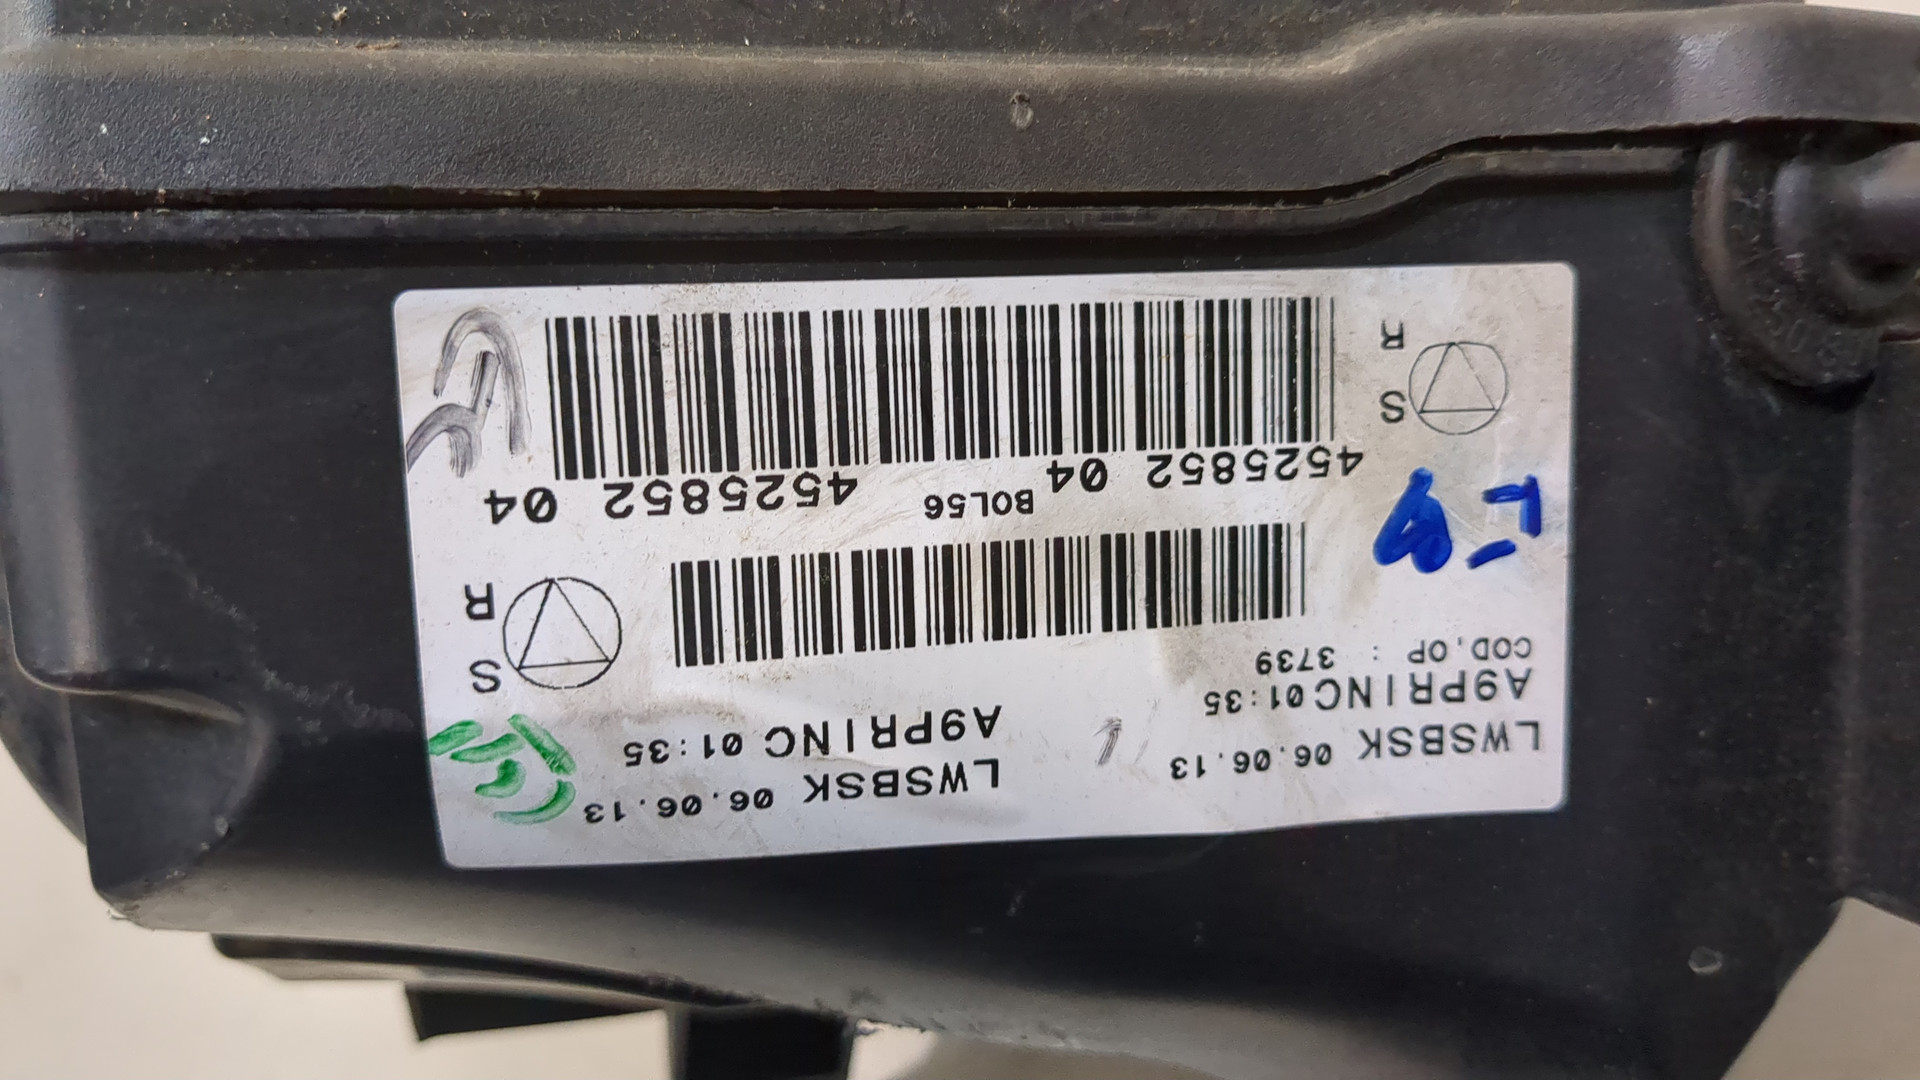 LWSBSK 06.06.13
A9PRINC01:35
COD.OP : 3739
LWSBSK 06.06.13
A9PRINC 01:35
S
R
4525852 04
BOL56
4525852 04
S
R